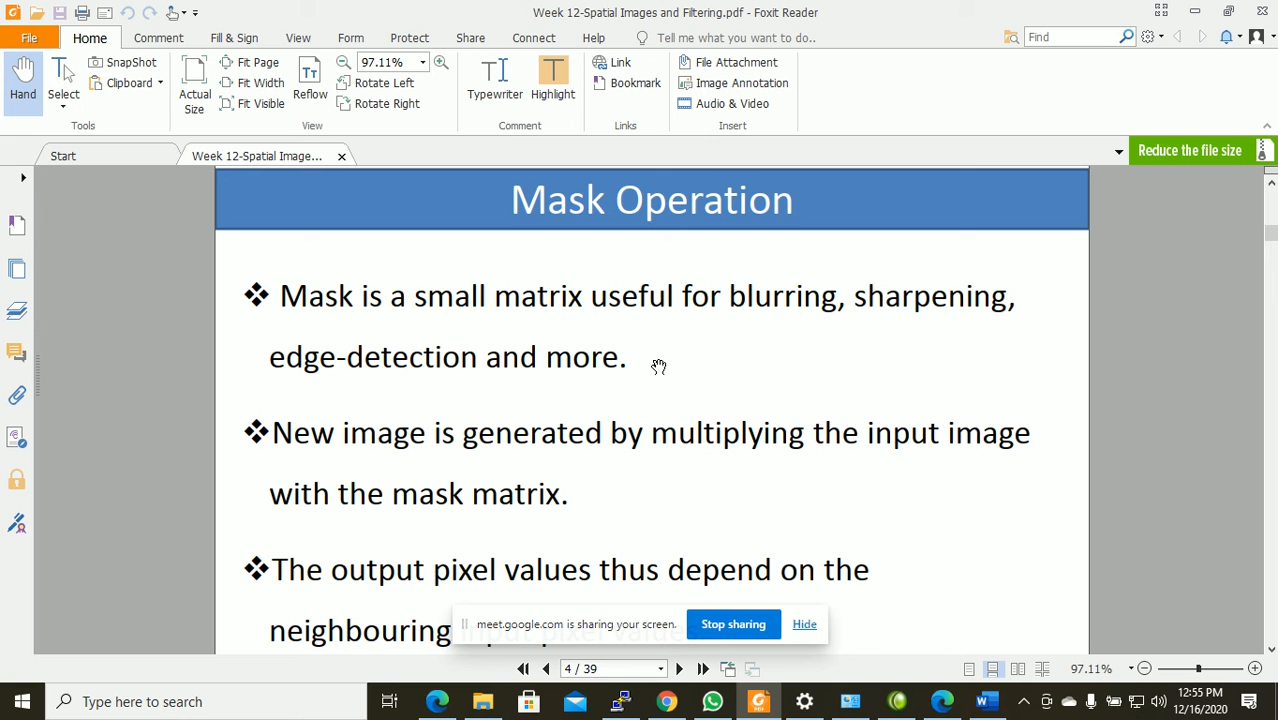 Week 12-Spatial Images and Filtering.pdf - Foxit Reader
File Home Comment Fill & Sign View Form Protect Share Connect Help Tell me what you want to do.. Find
Hand
Select
SnapShot
Clipboard
Tools
Actual
Size
Fit Page
Fit Width
Fit Visible
Reflow
97.11%
Rotate Left
Rotate Right
View
Typewriter
Highlight
Comment
Link
Bookmark
Links
File Attachment
Image Annotation
Audio & Video
Insert
Start
Week 12-Spatial Image...
Reduce the file size
Mask Operation
Mask is a small matrix useful for blurring, sharpening,
edge-detection and more.
New image is generated by multiplying the input image
with the mask matrix.
The output pixel values thus depend on the
neighbouring input pixel values
meet.google.com is sharing your screen. Stop sharing Hide
4 / 39
97.11%
Type here to search
12:55 PM
12/16/2020